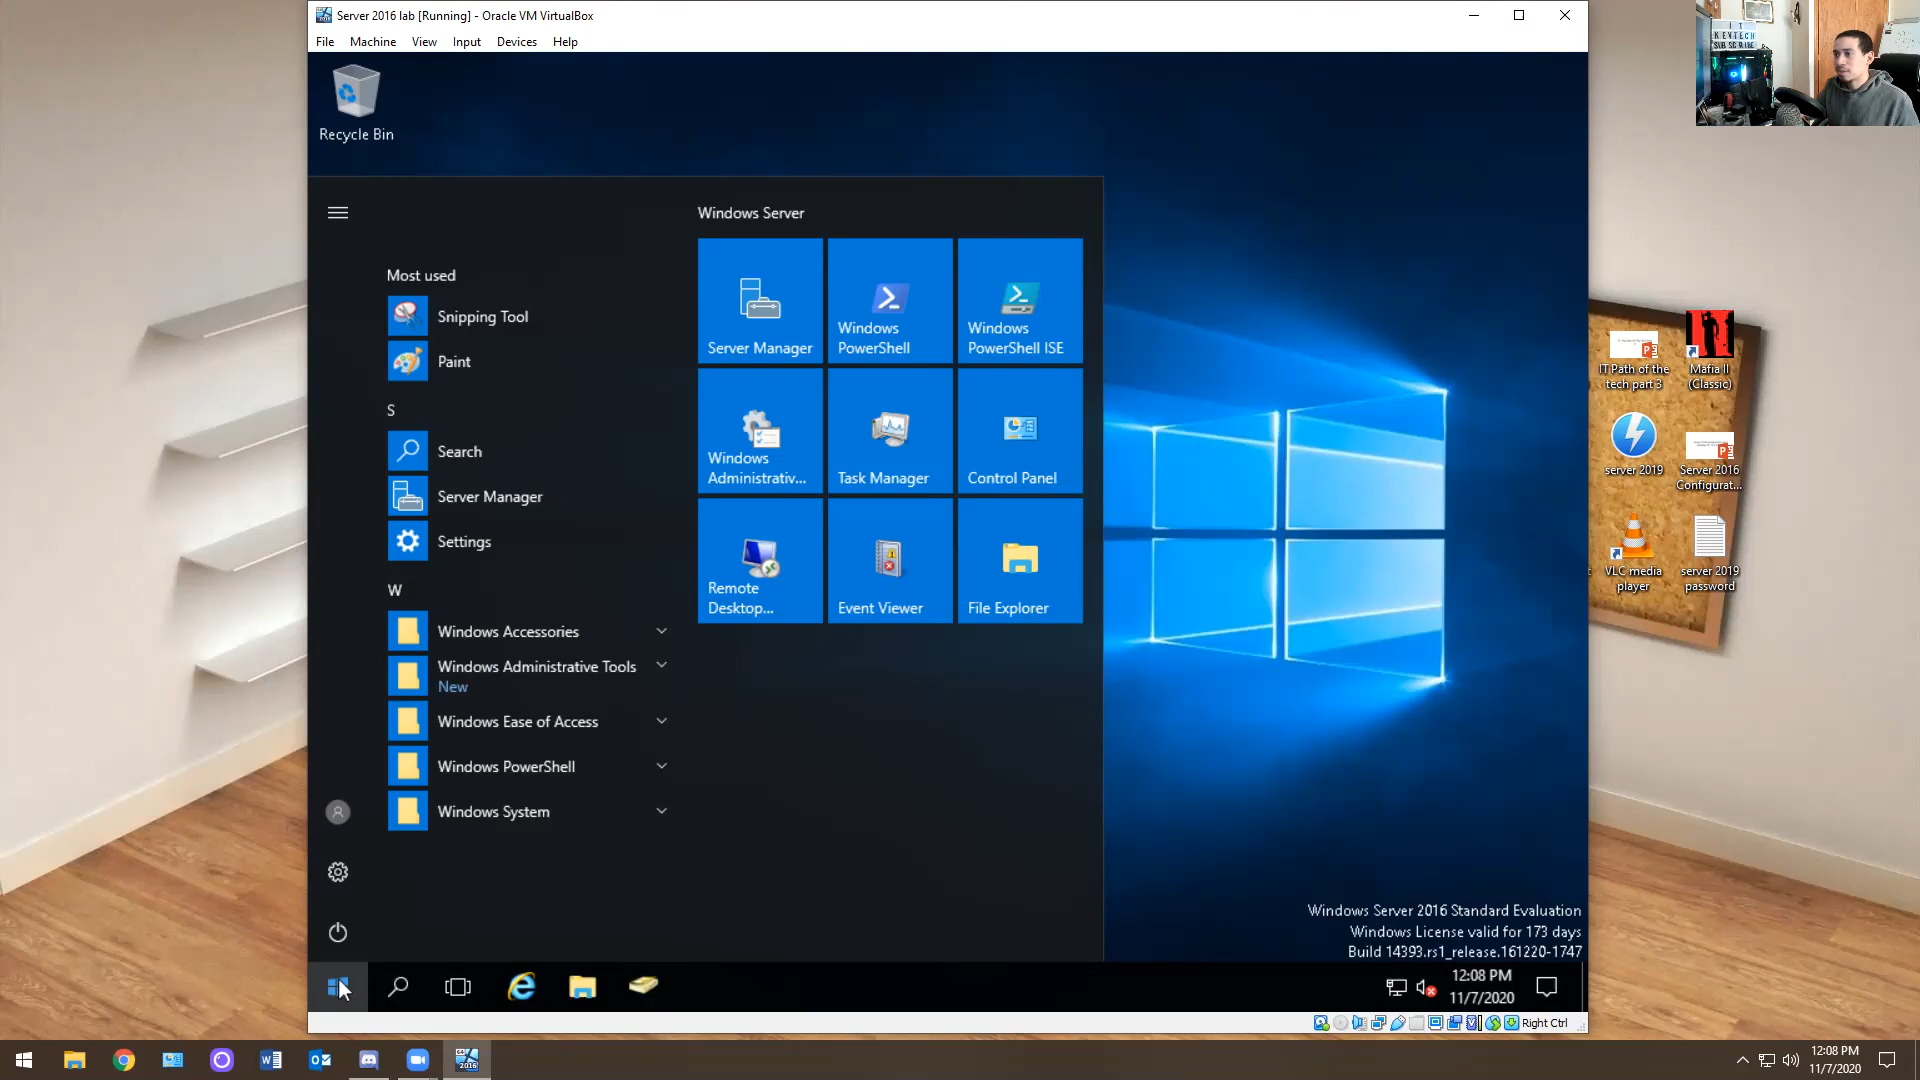 Server 2016 lab [Running] - Oracle VM VirtualBox
File Machine View Input Devices Help
I T
KEVTECH
SUBSCRIBE
Recycle Bin
Windows Server
Most used
Snipping Tool
Paint
S
Search
Server Manager
Settings
W
Windows Accessories
Windows Administrative Tools
New
Windows Ease of Access
Windows PowerShell
Windows System
Server Manager
Windows
PowerShell
Windows
PowerShell ISE
Windows
Administrativ...
Task Manager
Control Panel
Remote
Desktop...
Event Viewer
File Explorer
IT Path of the
tech part 3
Mafia II
(Classic)
server 2019
Server 2016
Configurat...
VLC media
player
server 2019
password
Windows Server 2016 Standard Evaluation
Windows License valid for 173 days
Build 14393.rs1_release.161220-1747
12:08 PM
11/7/2020
Right Ctrl
2016
12:08 PM
11/7/2020